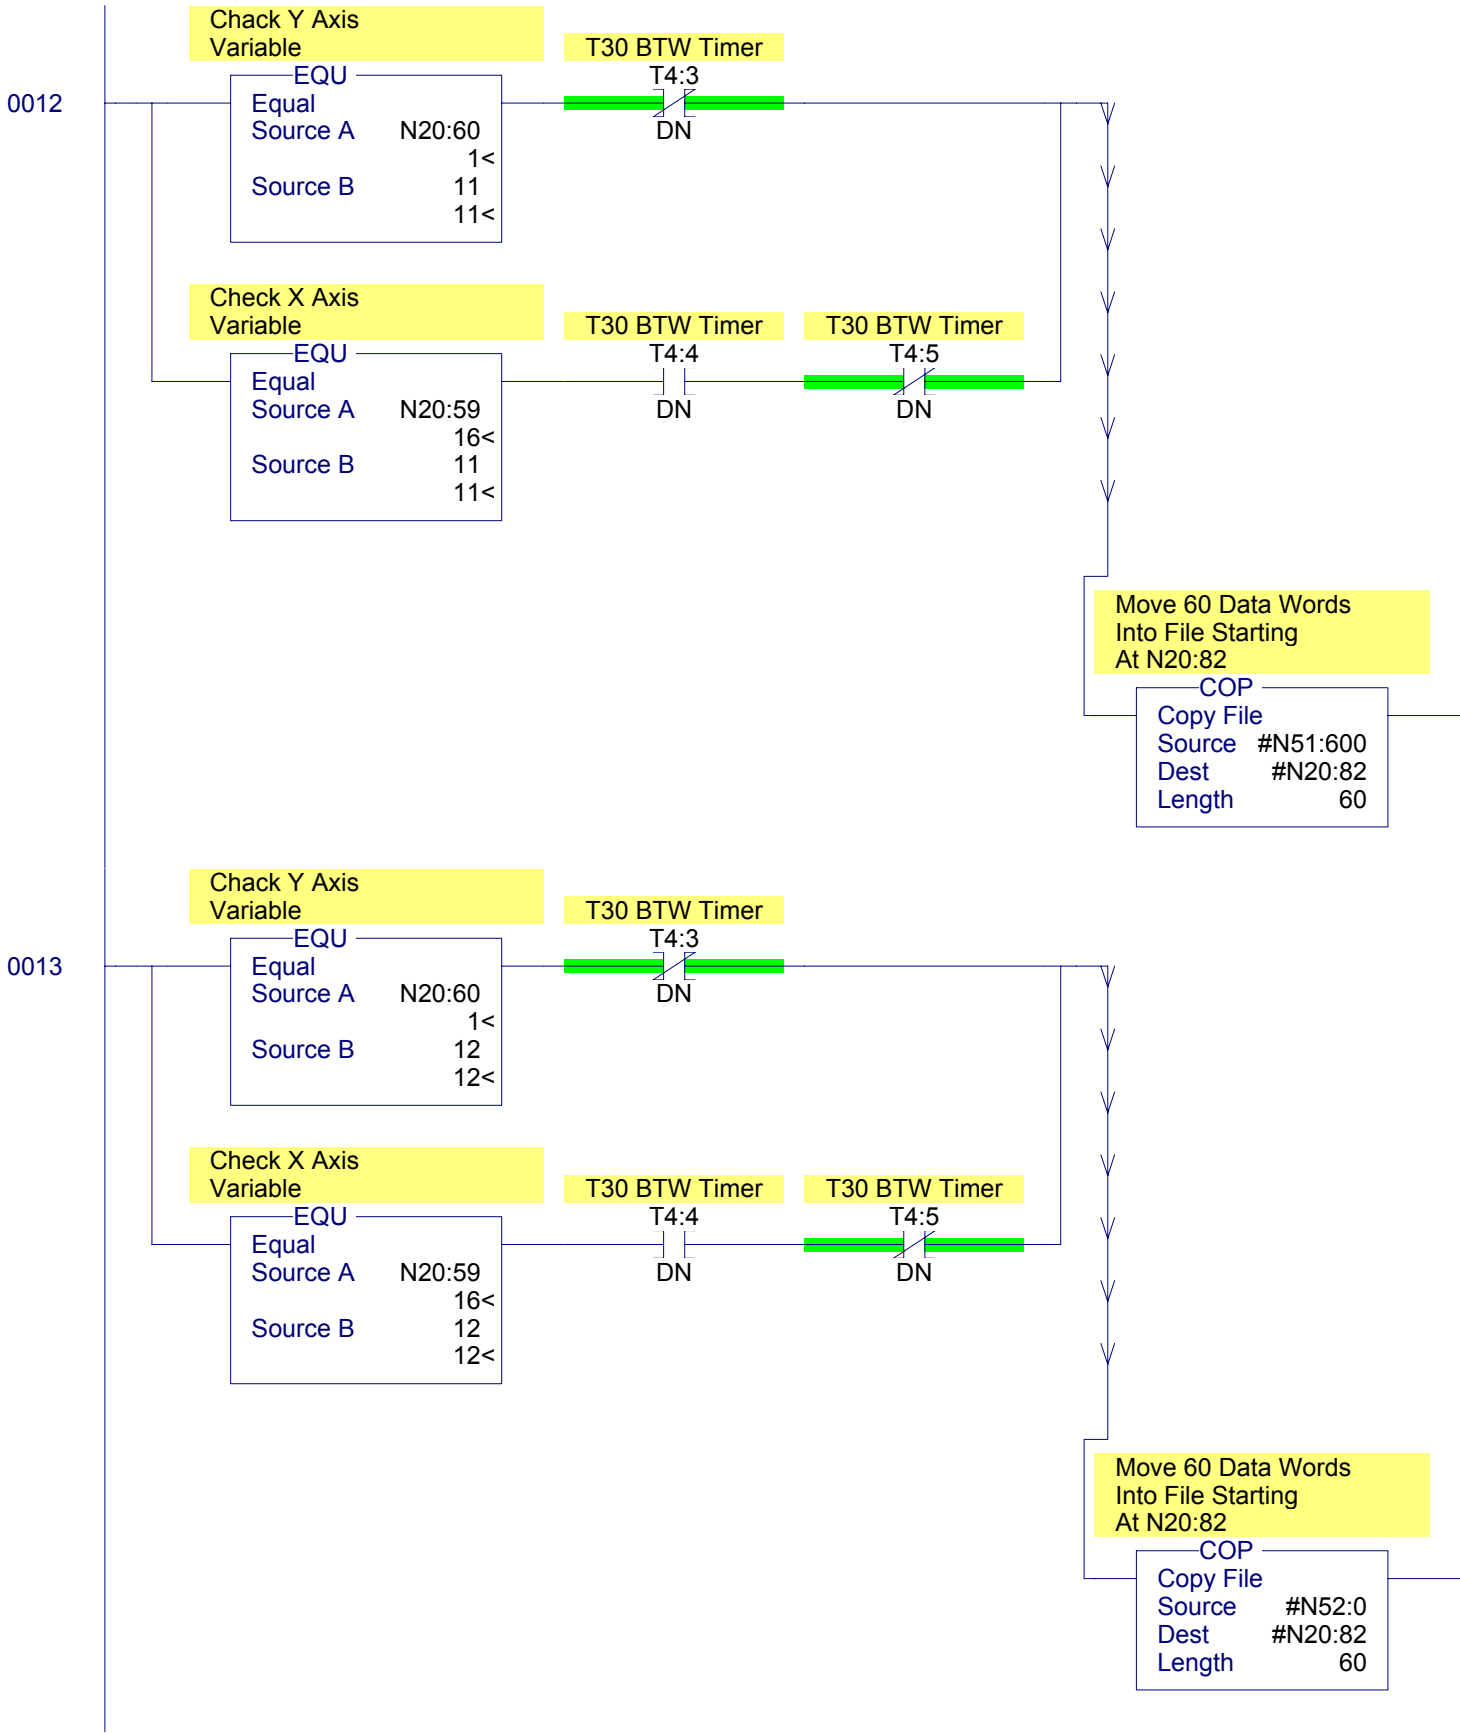 Chack Y Axis
Variable
T30 BTW Timer
EQU
T4:3
0012
Equal
DN
Source A N20:60
1<
Source B 11
11<
Check X Axis
Variable
T30 BTW Timer T30 BTW Timer
EQU
T4:4 T4:5
Equal
DN DN
Source A N20:59
16<
Source B 11
11<
Move 60 Data Words
Into File Starting
At N20:82
COP
Copy File
Source #N51:600
Dest #N20:82
Length 60
Chack Y Axis
Variable
T30 BTW Timer
EQU
T4:3
0013
Equal
DN
Source A N20:60
1<
Source B 12
12<
Check X Axis
Variable
T30 BTW Timer T30 BTW Timer
EQU
T4:4 T4:5
Equal
DN DN
Source A N20:59
16<
Source B 12
12<
Move 60 Data Words
Into File Starting
At N20:82
COP
Copy File
Source #N52:0
Dest #N20:82
Length 60